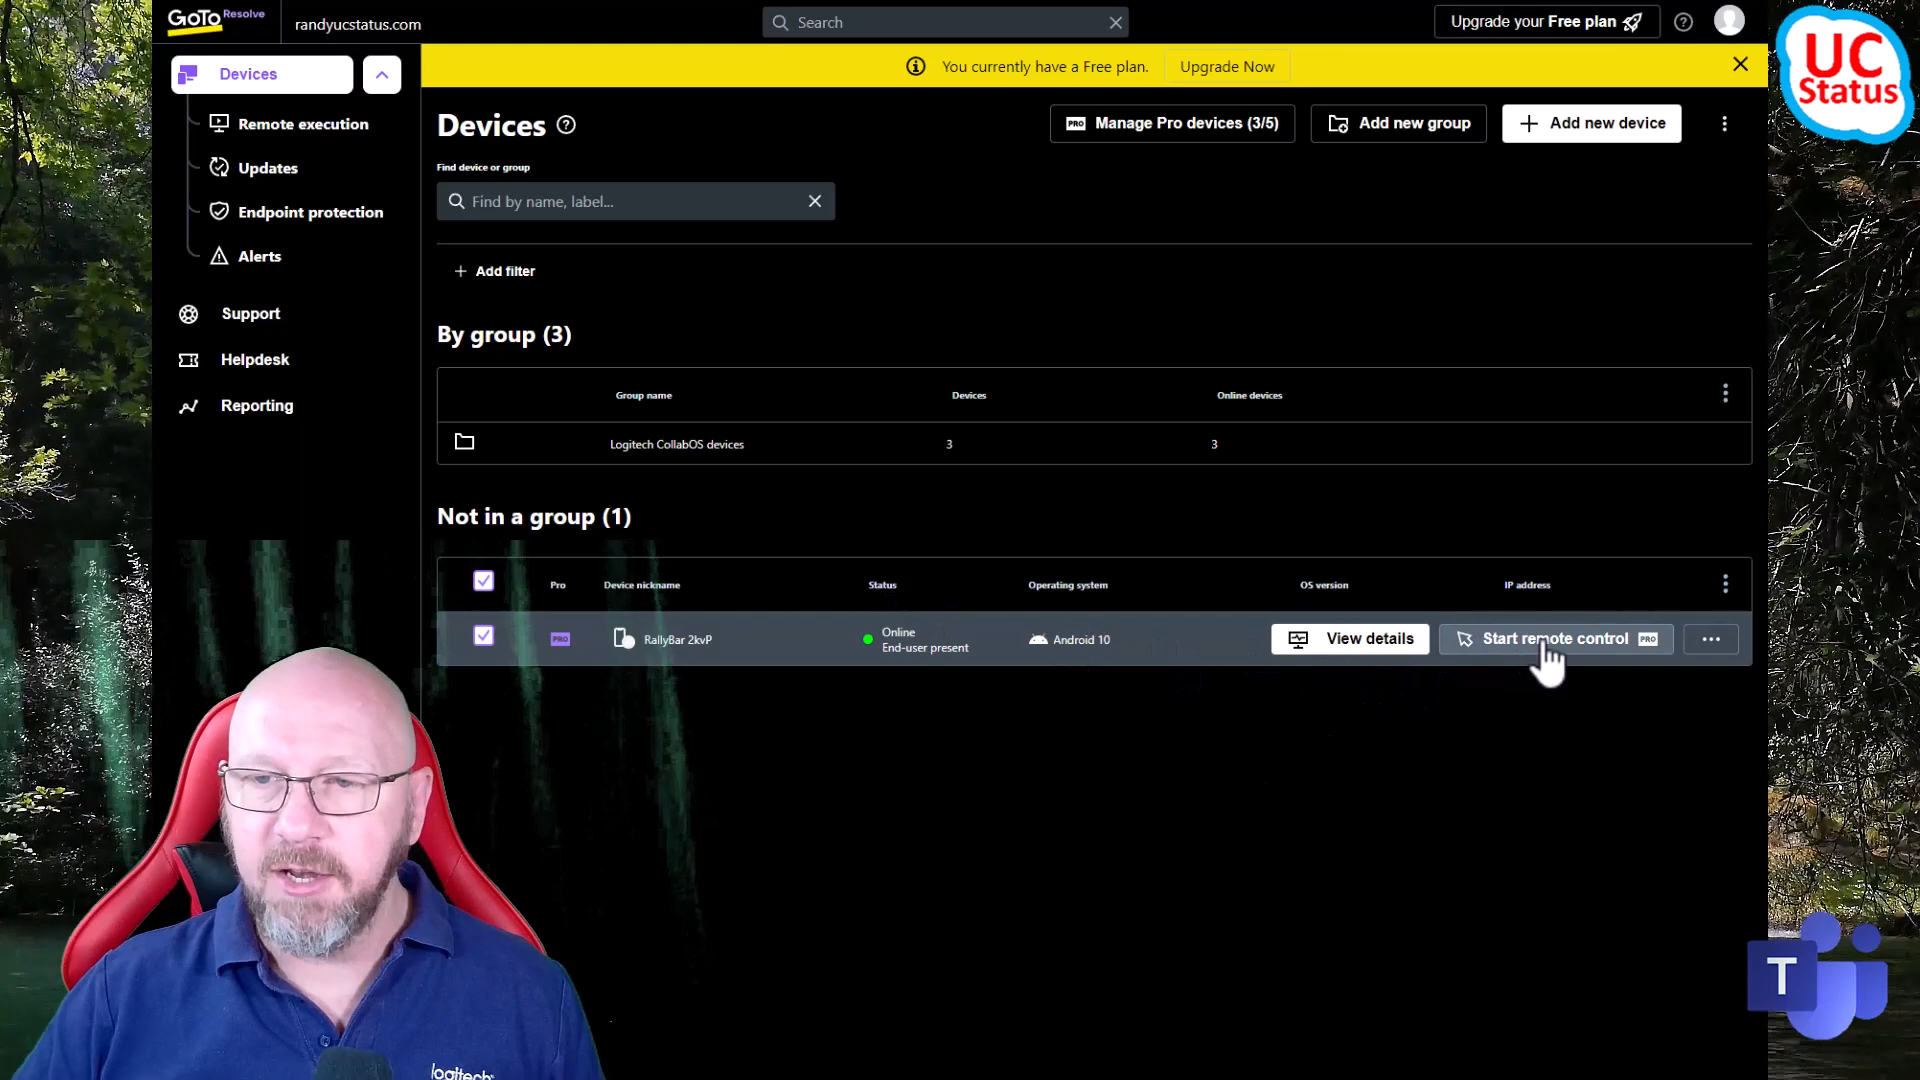 GoTo Resolve
randyucstatus.com
Search
Upgrade your Free plan
UC
Status
Devices
You currently have a Free plan.
Upgrade Now
Remote execution
Updates
Endpoint protection
Alerts
Support
Helpdesk
Reporting
Devices
PRO Manage Pro devices (3/5)
Add new group
Add new device
Find device or group
Find by name, label...
Add filter
By group (3)
Group name Devices Online devices
Logitech CollabOS devices 3 3
Not in a group (1)
Pro Device nickname Status Operating system OS version IP address
PRO RallyBar 2kvP Online
End-user present
Android 10
View details
Start remote control PRO
T
logitech